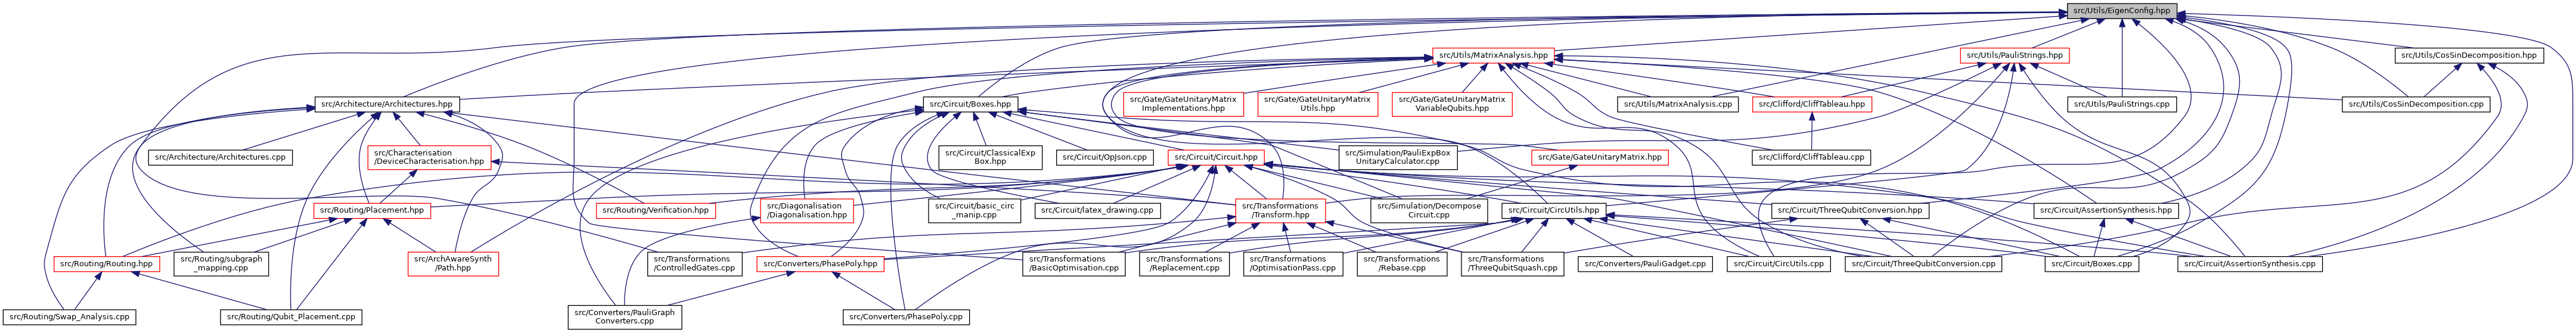 src/Utils/EigenConfig.hpp
src/Utils/MatrixAnalysis.hpp
src/Utils/PauliStrings.hpp
src/Utils/CosSinDecomposition.hpp
src/Architecture/Architectures.hpp
src/Circuit/Boxes.hpp
src/Gate/GateUnitaryMatrix
Implementations.hpp
src/Gate/GateUnitaryMatrix
Utils.hpp
src/Gate/GateUnitaryMatrix
VariableQubits.hpp
src/Utils/MatrixAnalysis.cpp
src/Clifford/CliffTableau.hpp
src/Utils/PauliStrings.cpp
src/Utils/CosSinDecomposition.cpp
src/Architecture/Architectures.cpp
src/Characterisation
/DeviceCharacterisation.hpp
src/Circuit/ClassicalExp
Box.hpp
src/Circuit/OpJson.cpp
src/Circuit/Circuit.hpp
src/Simulation/PauliExpBox
UnitaryCalculator.cpp
src/Gate/GateUnitaryMatrix.hpp
src/Clifford/CliffTableau.cpp
src/Routing/Placement.hpp
src/Routing/Verification.hpp
src/Diagonalisation
/Diagonalisation.hpp
src/Circuit/basic_circ
_manip.cpp
src/Circuit/latex_drawing.cpp
src/Transformations
/Transform.hpp
src/Simulation/Decompose
Circuit.cpp
src/Circuit/CircUtils.hpp
src/Circuit/ThreeQubitConversion.hpp
src/Circuit/AssertionSynthesis.hpp
src/Routing/Routing.hpp
src/Routing/subgraph
_mapping.cpp
src/ArchAwareSynth
/Path.hpp
src/Transformations
/ControlledGates.cpp
src/Converters/PhasePoly.hpp
src/Transformations
/BasicOptimisation.cpp
src/Transformations
/Replacement.cpp
src/Transformations
/OptimisationPass.cpp
src/Transformations
/Rebase.cpp
src/Transformations
/ThreeQubitSquash.cpp
src/Converters/PauliGadget.cpp
src/Circuit/CircUtils.cpp
src/Circuit/ThreeQubitConversion.cpp
src/Circuit/Boxes.cpp
src/Circuit/AssertionSynthesis.cpp
src/Routing/Swap_Analysis.cpp
src/Routing/Qubit_Placement.cpp
src/Converters/PauliGraph
Converters.cpp
src/Converters/PhasePoly.cpp